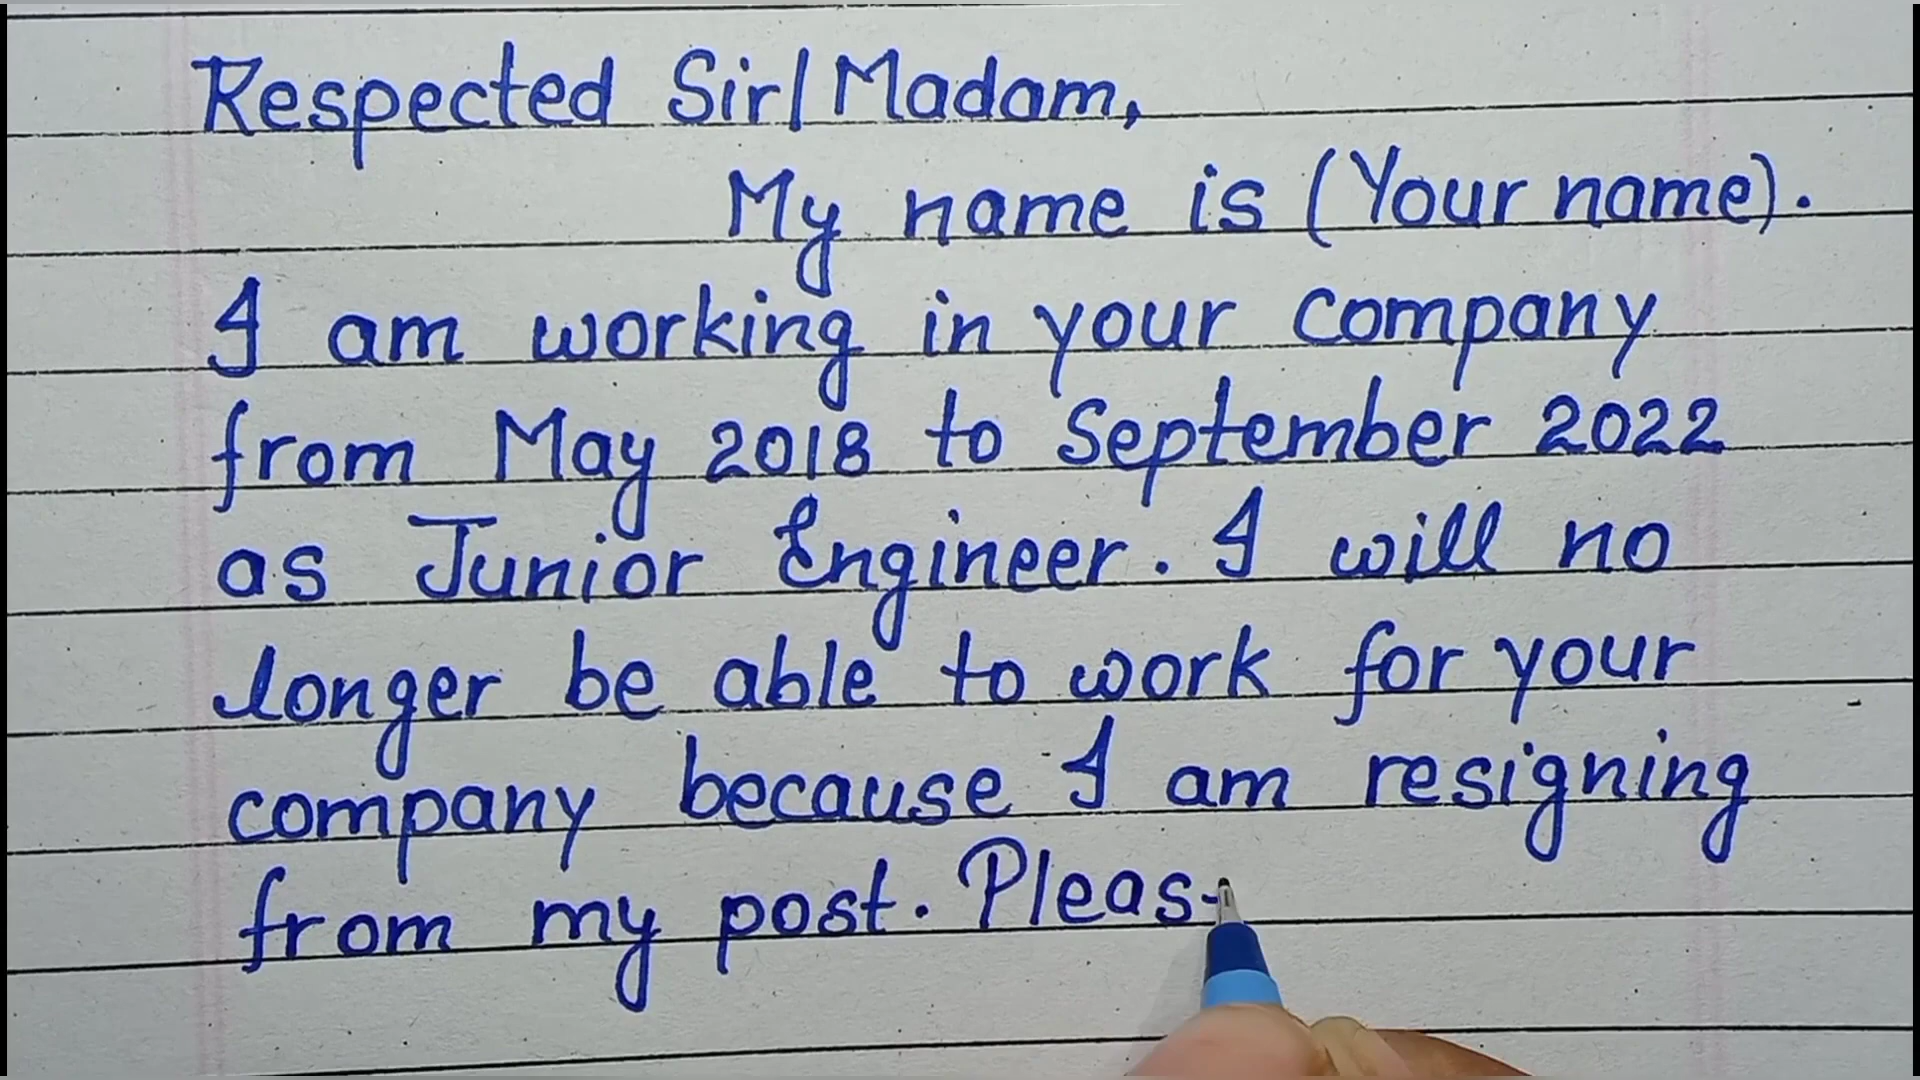 Respected Sir/Madam,
My name is (Your name).
I am working in your company
from May 2018 to September 2022
as Junior Engineer. I will no
longer be able to work for your
company because I am resigning
from my post. Pleas